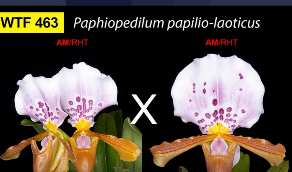 WTF 463 Paphiopedilum papilio-laoticus
AM/RHT AM/RHT
X